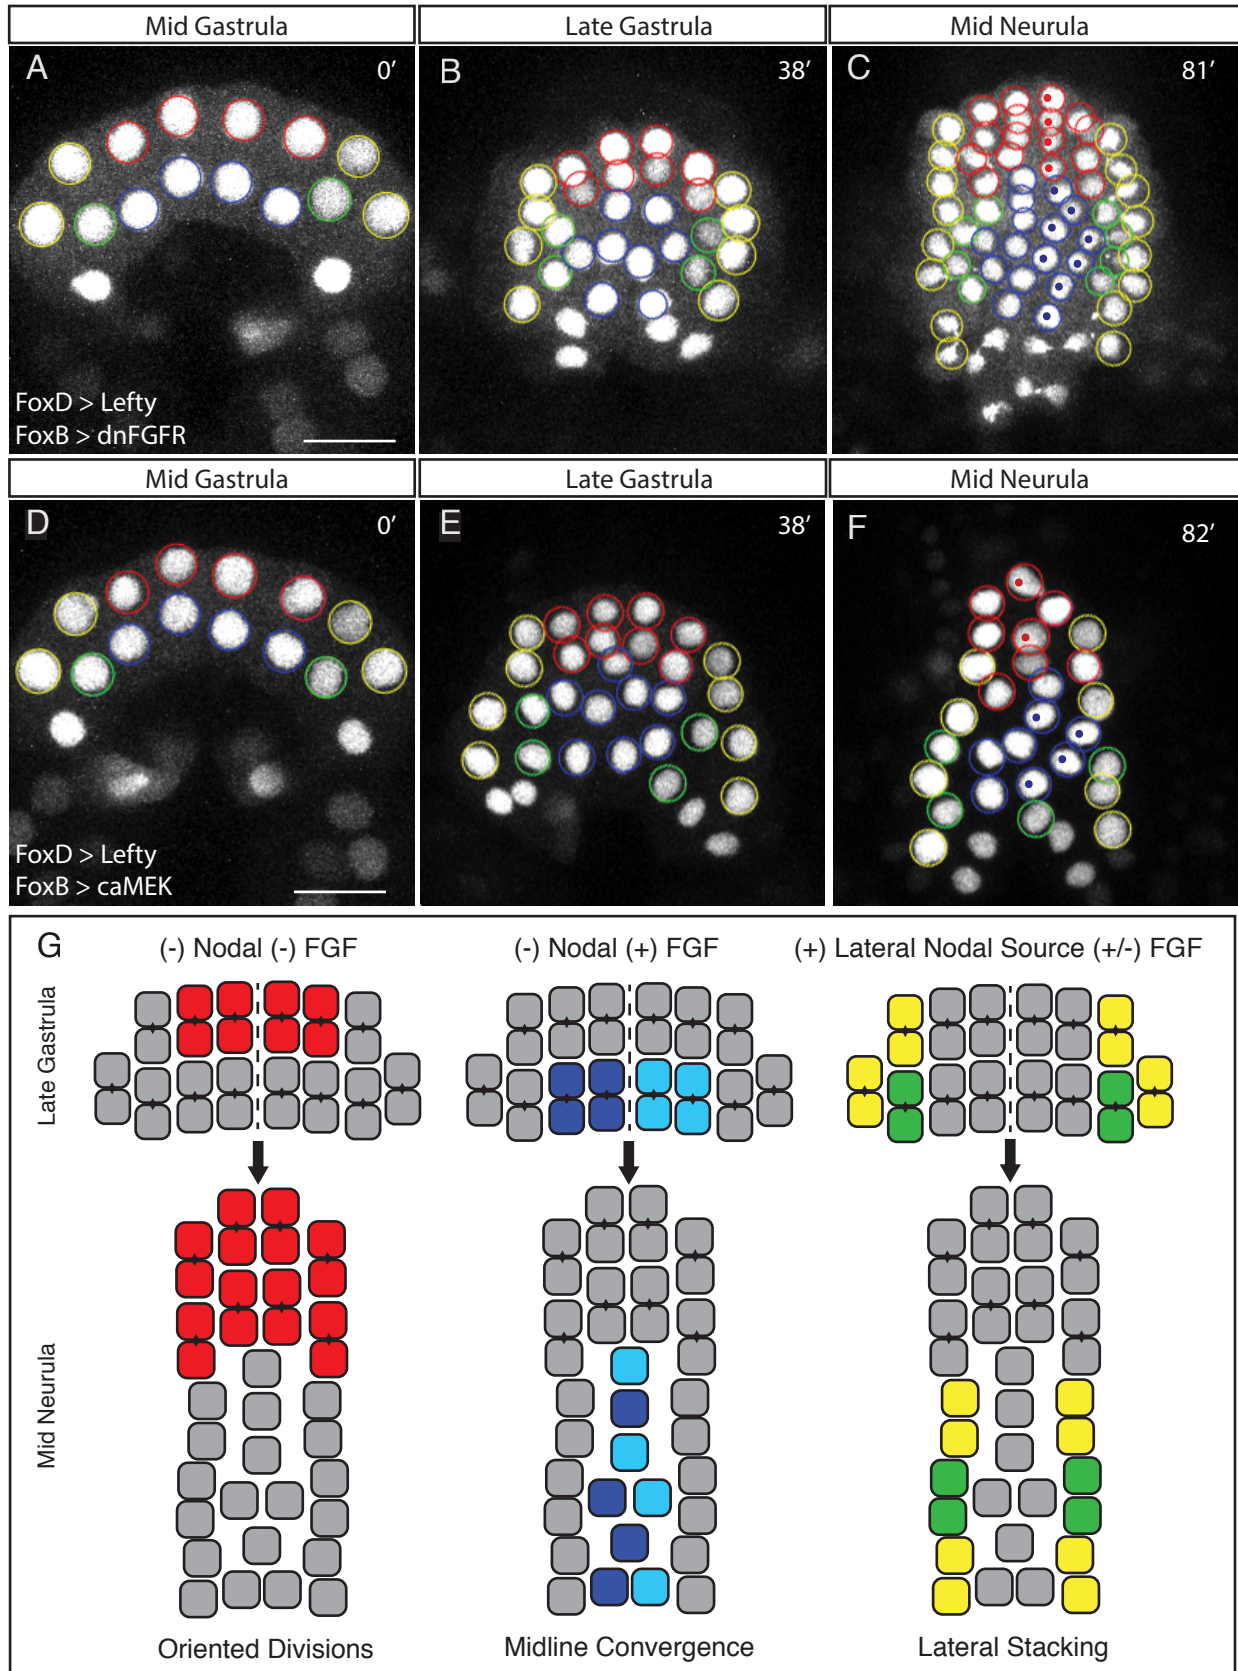 Mid Gastrula
Late Gastrula
Mid Neurula
A 0′
B 38′
C 81′
FoxD > Lefty
FoxB > dnFGFR
Mid Gastrula
Late Gastrula
Mid Neurula
D 0′
E 38′
F 82′
FoxD > Lefty
FoxB > caMEK
G
(-) Nodal (-) FGF
(-) Nodal (+) FGF
(+) Lateral Nodal Source (+/-) FGF
Late Gastrula
Mid Neurula
Oriented Divisions
Midline Convergence
Lateral Stacking